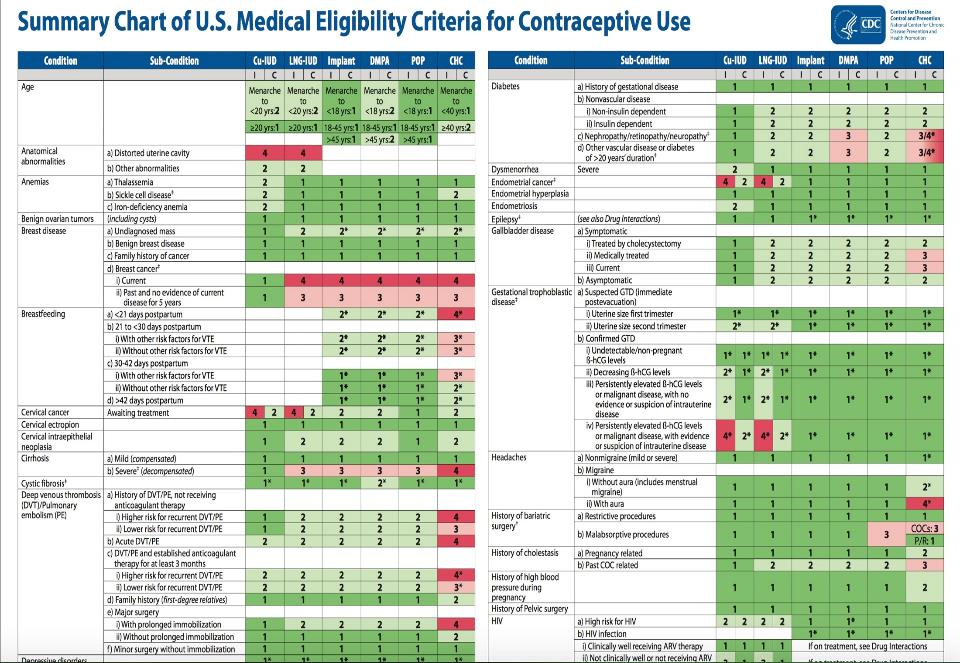 Summary Chart of U.S. Medical Eligibility Criteria for Contraceptive Use
CDC
Centers for Disease
Control and Prevention
National Center for Chronic
Disease Prevention and
Health Promotion
Condition Sub-Condition Cu-IUD LNG-IUD Implant DMPA POP CHC
I C I C I C I C I C I C
Age Menarche to <20 yrs:2 Menarche to <20 yrs:2 Menarche to <18 yrs:1 Menarche to <18 yrs:2 Menarche to <18 yrs:1 Menarche to <40 yrs:1
≥20 yrs:1 ≥20 yrs:1 18-45 yrs:1 18-45 yrs:1 18-45 yrs:1 ≥40 yrs:2
>45 yrs:1 >45 yrs:2 >45 yrs:1
Anatomical abnormalities a) Distorted uterine cavity 4 4
b) Other abnormalities 2 2
Anemias a) Thalassemia 2 1 1 1 1 1
b) Sickle cell disease‡ 2 1 1 1 1 2
c) Iron-deficiency anemia 2 1 1 1 1 1
Benign ovarian tumors (including cysts) 1 1 1 1 1 1
Breast disease a) Undiagnosed mass 1 2 2* 2* 2* 2*
b) Benign breast disease 1 1 1 1 1 1
c) Family history of cancer 1 1 1 1 1 1
d) Breast cancer‡
i) Current 1 4 4 4 4 4
ii) Past and no evidence of current disease for 5 years 1 3 3 3 3 3
Breastfeeding a) <21 days postpartum 2* 2* 2* 4*
b) 21 to <30 days postpartum
i) With other risk factors for VTE 2* 2* 2* 3*
ii) Without other risk factors for VTE 2* 2* 2* 3*
c) 30-42 days postpartum
i) With other risk factors for VTE 1* 1* 1* 3*
ii) Without other risk factors for VTE 1* 1* 1* 2*
d) >42 days postpartum 1* 1* 1* 2*
Cervical cancer Awaiting treatment 4 2 4 2 2 2 1 2
Cervical ectropion 1 1 1 1 1 1
Cervical intraepithelial neoplasia 1 2 2 2 1 2
Cirrhosis a) Mild (compensated) 1 1 1 1 1 1
b) Severe‡ (decompensated) 1 3 3 3 3 4
Cystic fibrosis‡ 1* 1* 1* 2* 1* 1*
Deep venous thrombosis (DVT)/Pulmonary embolism (PE) a) History of DVT/PE, not receiving anticoagulant therapy
i) Higher risk for recurrent DVT/PE 1 2 2 2 2 4
ii) Lower risk for recurrent DVT/PE 1 2 2 2 2 3
b) Acute DVT/PE 2 2 2 2 2 4
c) DVT/PE and established anticoagulant therapy for at least 3 months
i) Higher risk for recurrent DVT/PE 2 2 2 2 2 4*
ii) Lower risk for recurrent DVT/PE 2 2 2 2 2 3*
d) Family history (first-degree relatives) 1 1 1 1 1 2
e) Major surgery
i) With prolonged immobilization 1 2 2 2 2 4
ii) Without prolonged immobilization 1 1 1 1 1 2
f) Minor surgery without immobilization 1 1 1 1 1 1
Depressive disorders 1* 1* 1* 1* 1* 1*
Condition Sub-Condition Cu-IUD LNG-IUD Implant DMPA POP CHC
I C I C I C I C I C I C
Diabetes a) History of gestational disease 1 1 1 1 1 1
b) Nonvascular disease
i) Non-insulin dependent 1 2 2 2 2 2
ii) Insulin dependent 1 2 2 2 2 2
c) Nephropathy/retinopathy/neuropathy‡ 1 2 2 3 2 3/4*
d) Other vascular disease or diabetes of >20 years' duration‡ 1 2 2 3 2 3/4*
Dysmenorrhea Severe 2 1 1 1 1 1
Endometrial cancer‡ 4 2 4 2 1 1 1 1
Endometrial hyperplasia 1 1 1 1 1 1
Endometriosis 2 1 1 1 1 1
Epilepsy‡ (see also Drug Interactions) 1 1 1* 1* 1* 1*
Gallbladder disease a) Symptomatic
i) Treated by cholecystectomy 1 2 2 2 2 2
ii) Medically treated 1 2 2 2 2 3
iii) Current 1 2 2 2 2 3
b) Asymptomatic 1 2 2 2 2 2
Gestational trophoblastic disease‡ a) Suspected GTD (immediate postevacuation)
i) Uterine size first trimester 1* 1* 1* 1* 1* 1*
ii) Uterine size second trimester 2* 2* 1* 1* 1* 1*
b) Confirmed GTD
i) Undetectable/non-pregnant ß-hCG levels 1* 1* 1* 1* 1* 1* 1* 1*
ii) Decreasing ß-hCG levels 2* 1* 2* 1* 1* 1* 1* 1*
iii) Persistently elevated ß-hCG levels or malignant disease, with no evidence or suspicion of intrauterine disease 2* 1* 2* 1* 1* 1* 1* 1*
iv) Persistently elevated ß-hCG levels or malignant disease, with evidence or suspicion of intrauterine disease 4* 2* 4* 2* 1* 1* 1* 1*
Headaches a) Nonmigraine (mild or severe) 1 1 1 1 1 1*
b) Migraine
i) Without aura (includes menstrual migraine) 1 1 1 1 1 2*
ii) With aura 1 1 1 1 1 4*
History of bariatric surgery‡ a) Restrictive procedures 1 1 1 1 1 1
b) Malabsorptive procedures 1 1 1 1 3 COCs: 3
P/R: 1
History of cholestasis a) Pregnancy related 1 1 1 1 1 2
b) Past COC related 1 2 2 2 2 3
History of high blood pressure during pregnancy 1 1 1 1 1 2
History of Pelvic surgery 1 1 1 1 1 1
HIV a) High risk for HIV 2 2 2 2 1 1* 1 1
b) HIV infection 1* 1* 1* 1*
i) Clinically well receiving ARV therapy 1 1 1 1 If on treatment, see Drug Interactions
ii) Not clinically well or not receiving ARV